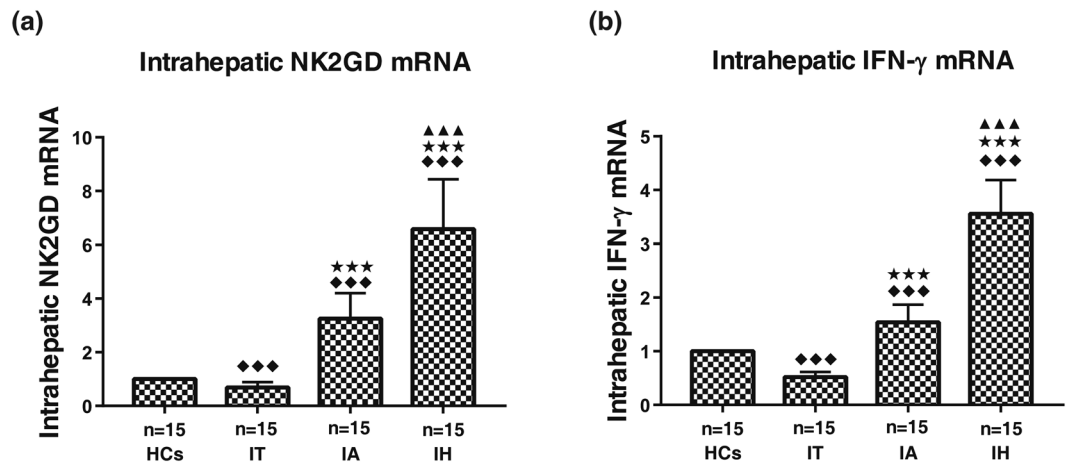 (a)
Intrahepatic NK2GD mRNA
Intrahepatic NK2GD mRNA
10
8
6
4
2
0
◆◆◆
★★★
◆◆◆
▲▲▲
★★★
◆◆◆
n=15 n=15 n=15 n=15
HCs IT IA IH
(b)
Intrahepatic IFN-γ mRNA
Intrahepatic IFN-γ mRNA
5
4
3
2
1
0
◆◆◆
★★★
◆◆◆
▲▲▲
★★★
◆◆◆
n=15 n=15 n=15 n=15
HCs IT IA IH